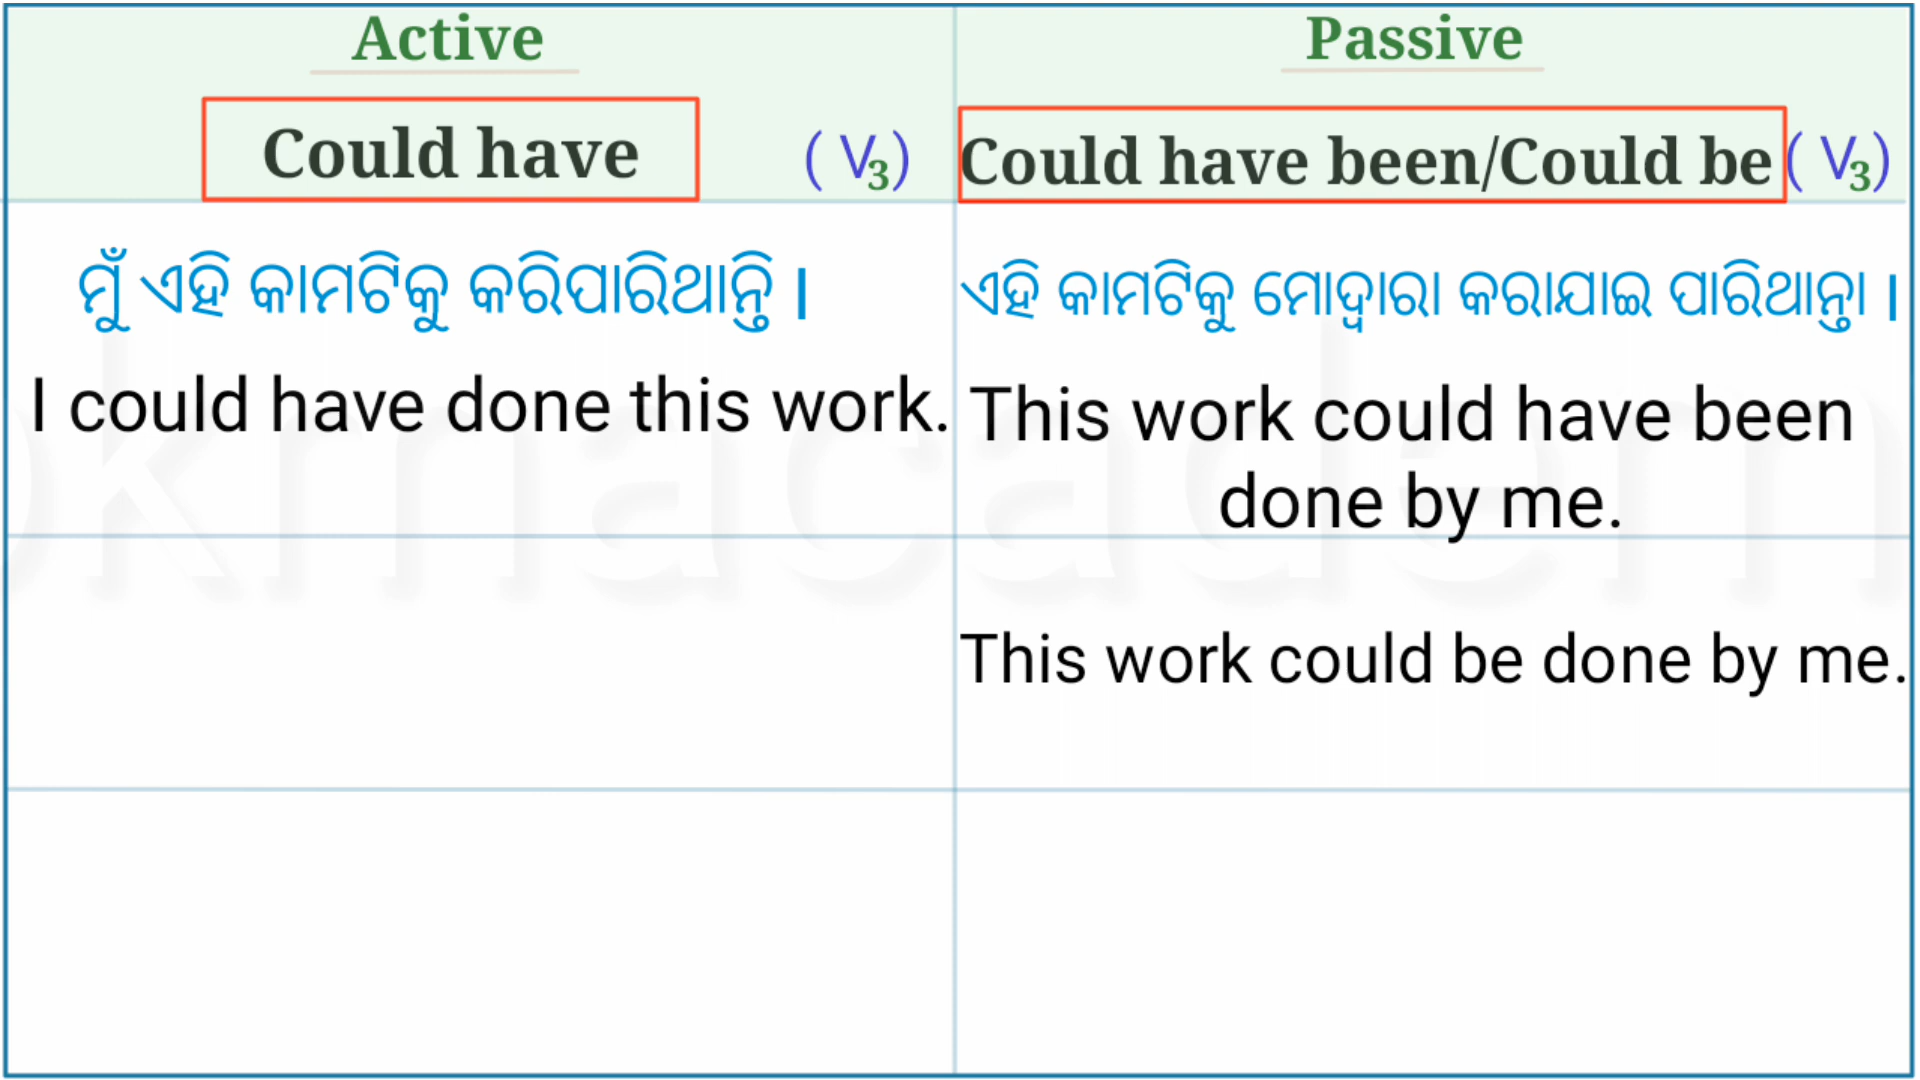 Active
Passive
Could have ( V3)
Could have been/Could be ( V3)
ମୁଁ ଏହି କାମଟିକୁ କରିପାରିଥାନ୍ତି |
ଏହି କାମଟିକୁ ମୋଦ୍ୱାରା କରାଯାଇ ପାରିଥାନ୍ତା |
I could have done this work.
This work could have been
done by me.
This work could be done by me.
okmacadem